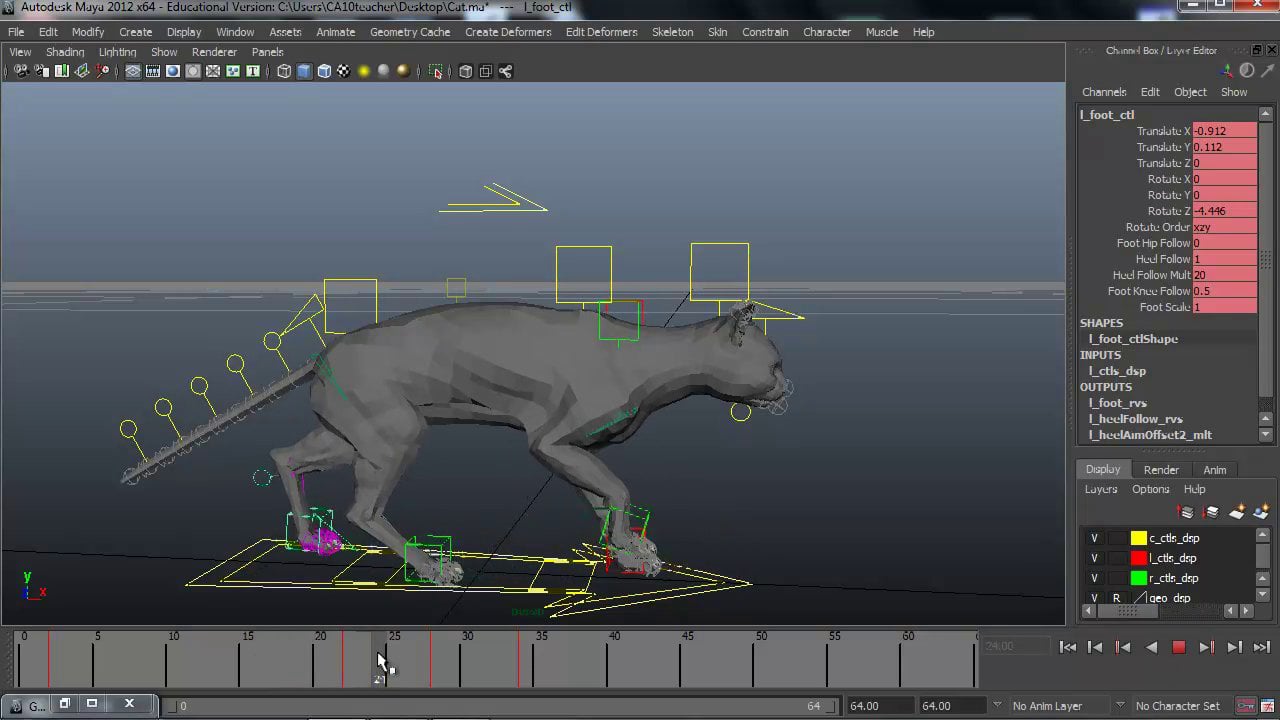 Autodesk Maya 2012 x64 - Educational Version: C:\Users\CA10teacher\Desktop\Cat.ma* --- l_foot_ctl
File Edit Modify Create Display Window Assets Animate Geometry Cache Create Deformers Edit Deformers Skeleton Skin Constrain Character Muscle Help
View Shading Lighting Show Renderer Panels
Channel Box / Layer Editor
Channels Edit Object Show
l_foot_ctl
Translate X -0.912
Translate Y 0.112
Translate Z 0
Rotate X 0
Rotate Y 0
Rotate Z -4.446
Rotate Order xzy
Foot Hip Follow 0
Heel Follow 1
Heel Follow Mult 20
Foot Knee Follow 0.5
Foot Scale 1
SHAPES
l_foot_ctlShape
INPUTS
l_ctls_dsp
OUTPUTS
l_foot_rvs
l_heelFollow_rvs
l_heelAimOffset2_mlt
Display Render Anim
Layers Options Help
V c_ctls_dsp
V l_ctls_dsp
V r_ctls_dsp
V R geo_dsp
y
x
0 5 10 15 20 25 30 35 40 45 50 55 60
24.00
G...
0 64 64.00 64.00 No Anim Layer No Character Set